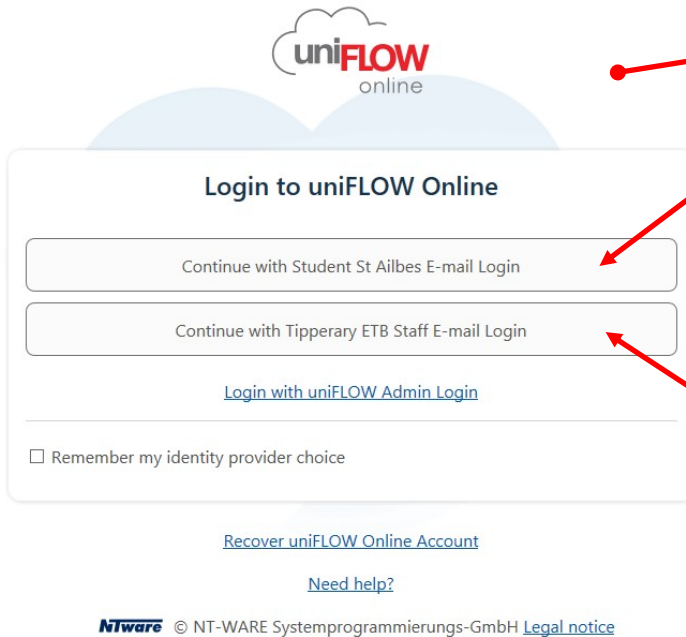 uniFLOW
online
Login to uniFLOW Online
Continue with Student St Ailbes E-mail Login
Continue with Tipperary ETB Staff E-mail Login
Login with uniFLOW Admin Login
Remember my identity provider choice
Recover uniFLOW Online Account
Need help?
NTware © NT-WARE Systemprogrammierungs-GmbH Legal notice